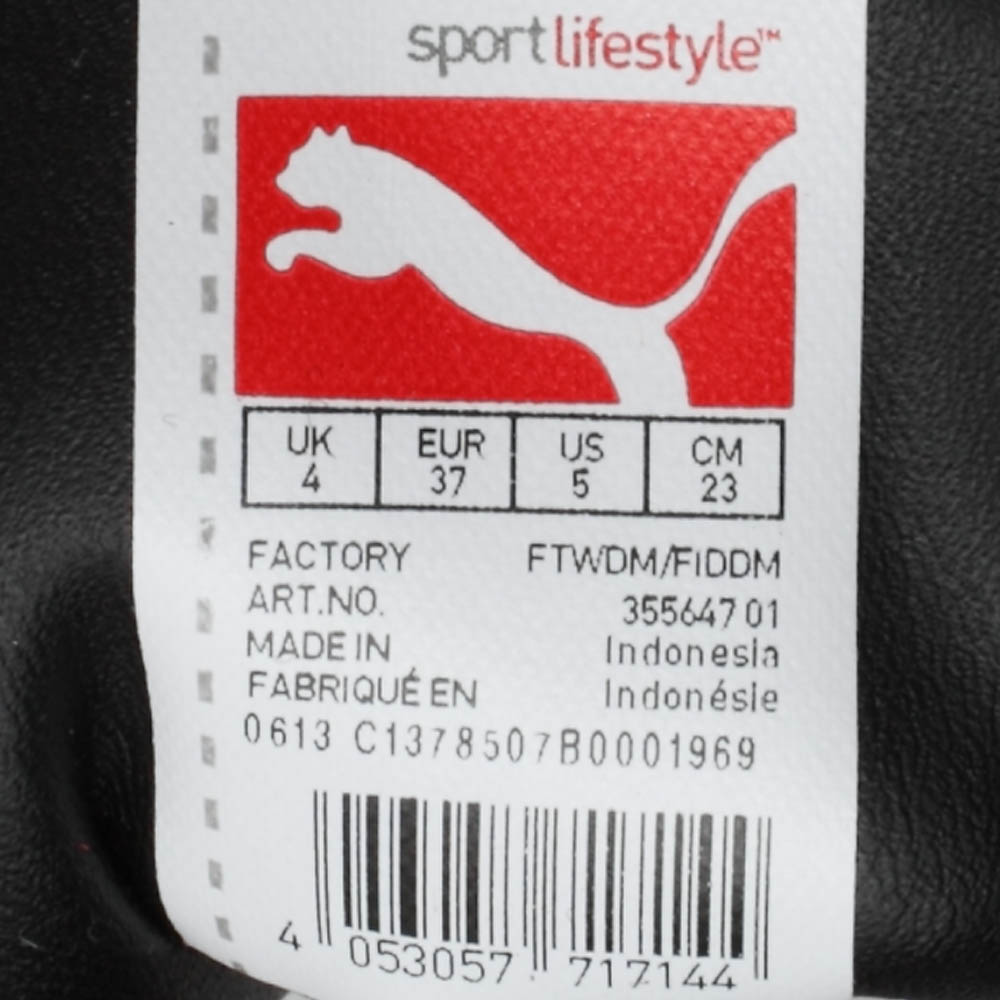 sportlifestyle™
UK EUR US CM
4 37 5 23
FACTORY FTWDM/FIDDM
ART.NO. 355647 01
MADE IN Indonesia
FABRIQUÉ EN Indonésie
0613 C1378507B0001969
4 053057 717144